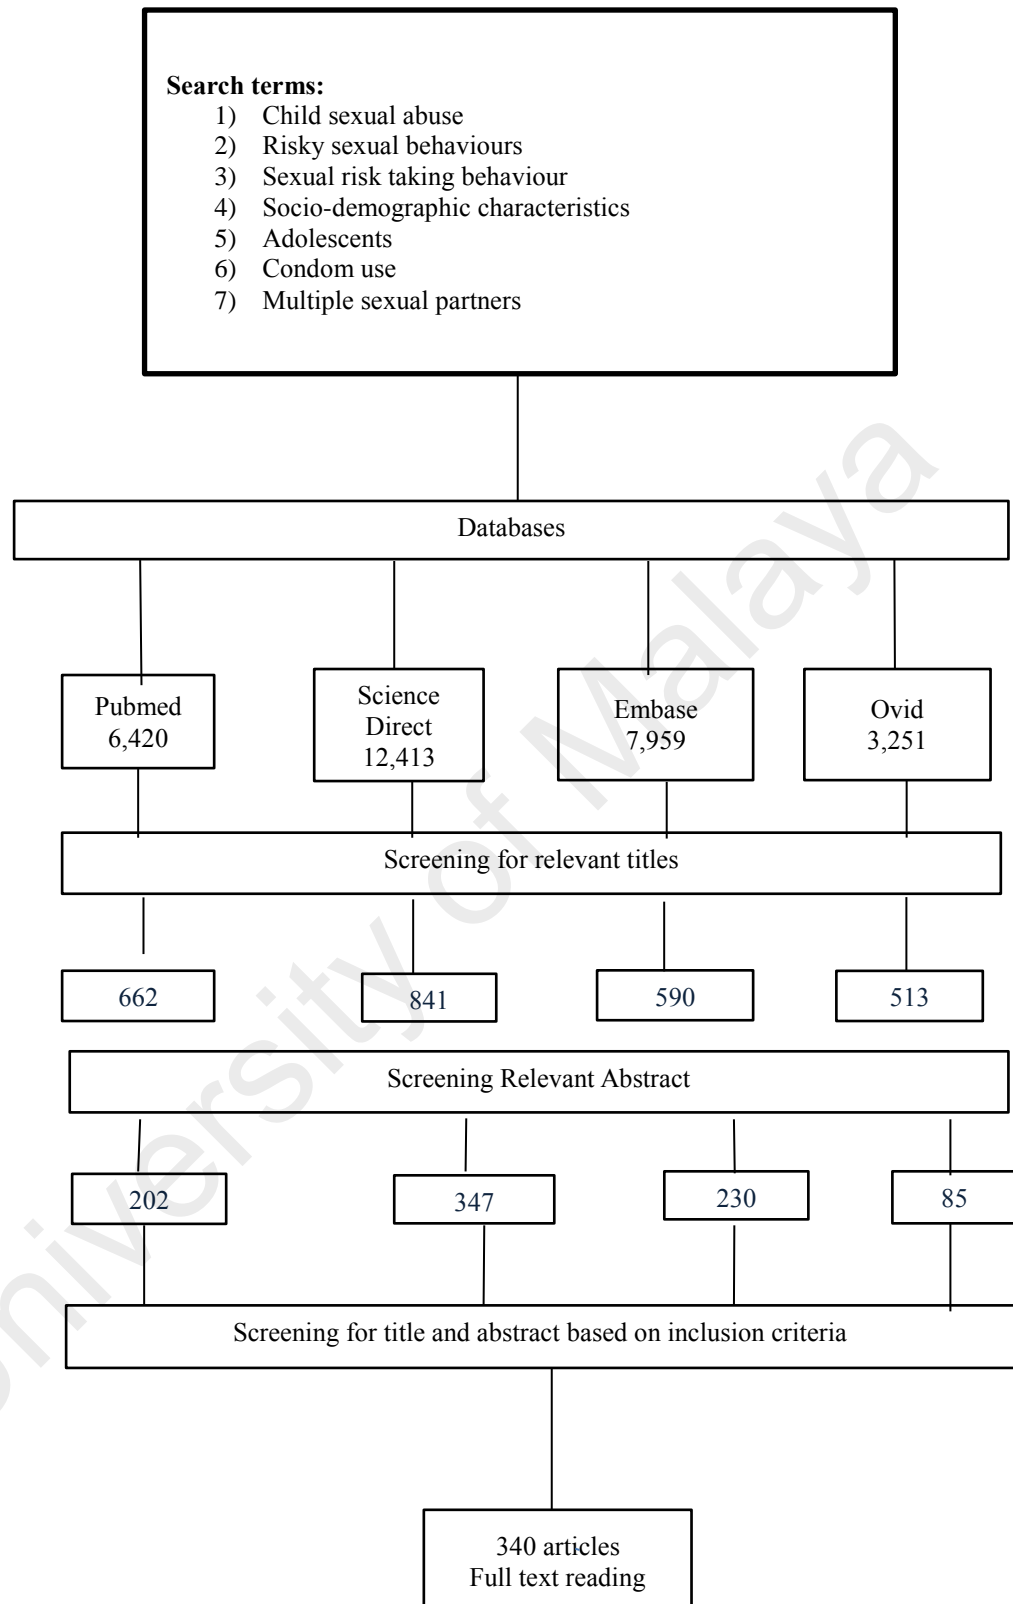 Search terms:
1) Child sexual abuse
2) Risky sexual behaviours
3) Sexual risk taking behaviour
4) Socio-demographic characteristics
5) Adolescents
6) Condom use
7) Multiple sexual partners
Databases
Pubmed
6,420
Science
Direct
12,413
Embase
7,959
Ovid
3,251
Screening for relevant titles
662
841
590
513
Screening Relevant Abstract
202
347
230
85
Screening for title and abstract based on inclusion criteria
340 articles
Full text reading
University of Malaya